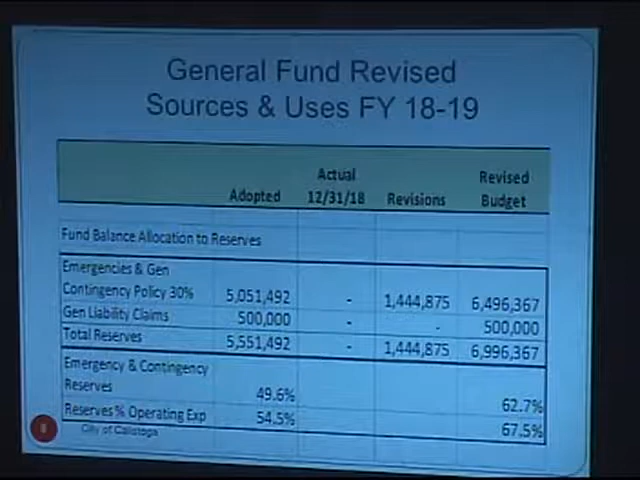 General Fund Revised
Sources & Uses FY 18-19
Adopted Actual 12/31/18 Revisions Revised Budget
Fund Balance Allocation to Reserves
Emergencies & Gen
Contingency Policy 30% 5,051,492 - 1,444,875 6,496,367
Gen Liability Claims 500,000 - - 500,000
Total Reserves 5,551,492 - 1,444,875 6,996,367
Emergency & Contingency
Reserves 49.6% 62.7%
Reserves % Operating Exp 54.5% 67.5%
City of Calistoga